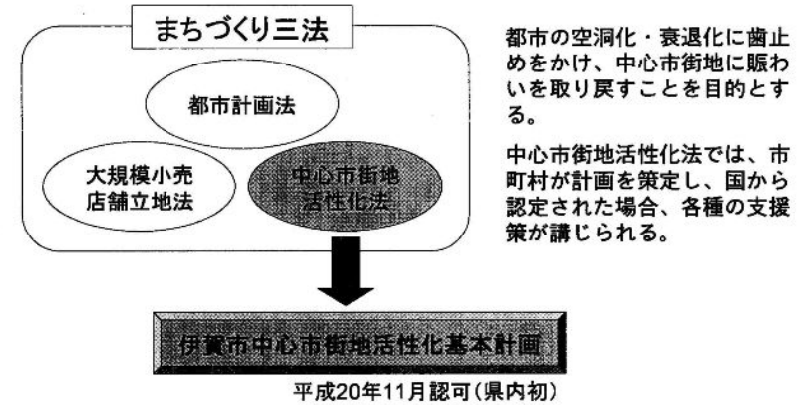 まちづくり三法
都市計画法
大規模小売
店舗立地法
中心市街地
活性化法
都市の空洞化・衰退化に歯止
めをかけ、中心市街地に賑わ
いを取り戻すことを目的とす
る。
中心市街地活性化法では、市
町村が計画を策定し、国から
認定された場合、各種の支援
策が講じられる。
伊賀市中心市街地活性化基本計画
平成20年11月認可(県内初)